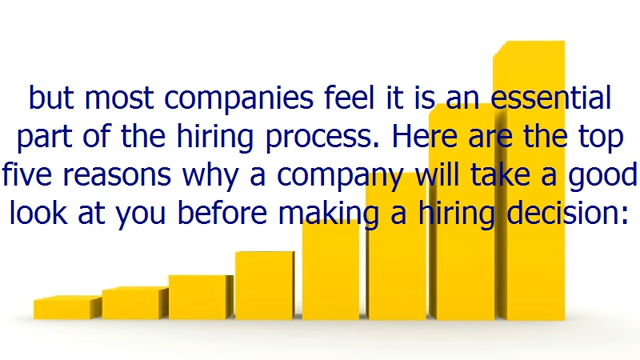 but most companies feel it is an essential
part of the hiring process. Here are the top
five reasons why a company will take a good
look at you before making a hiring decision: